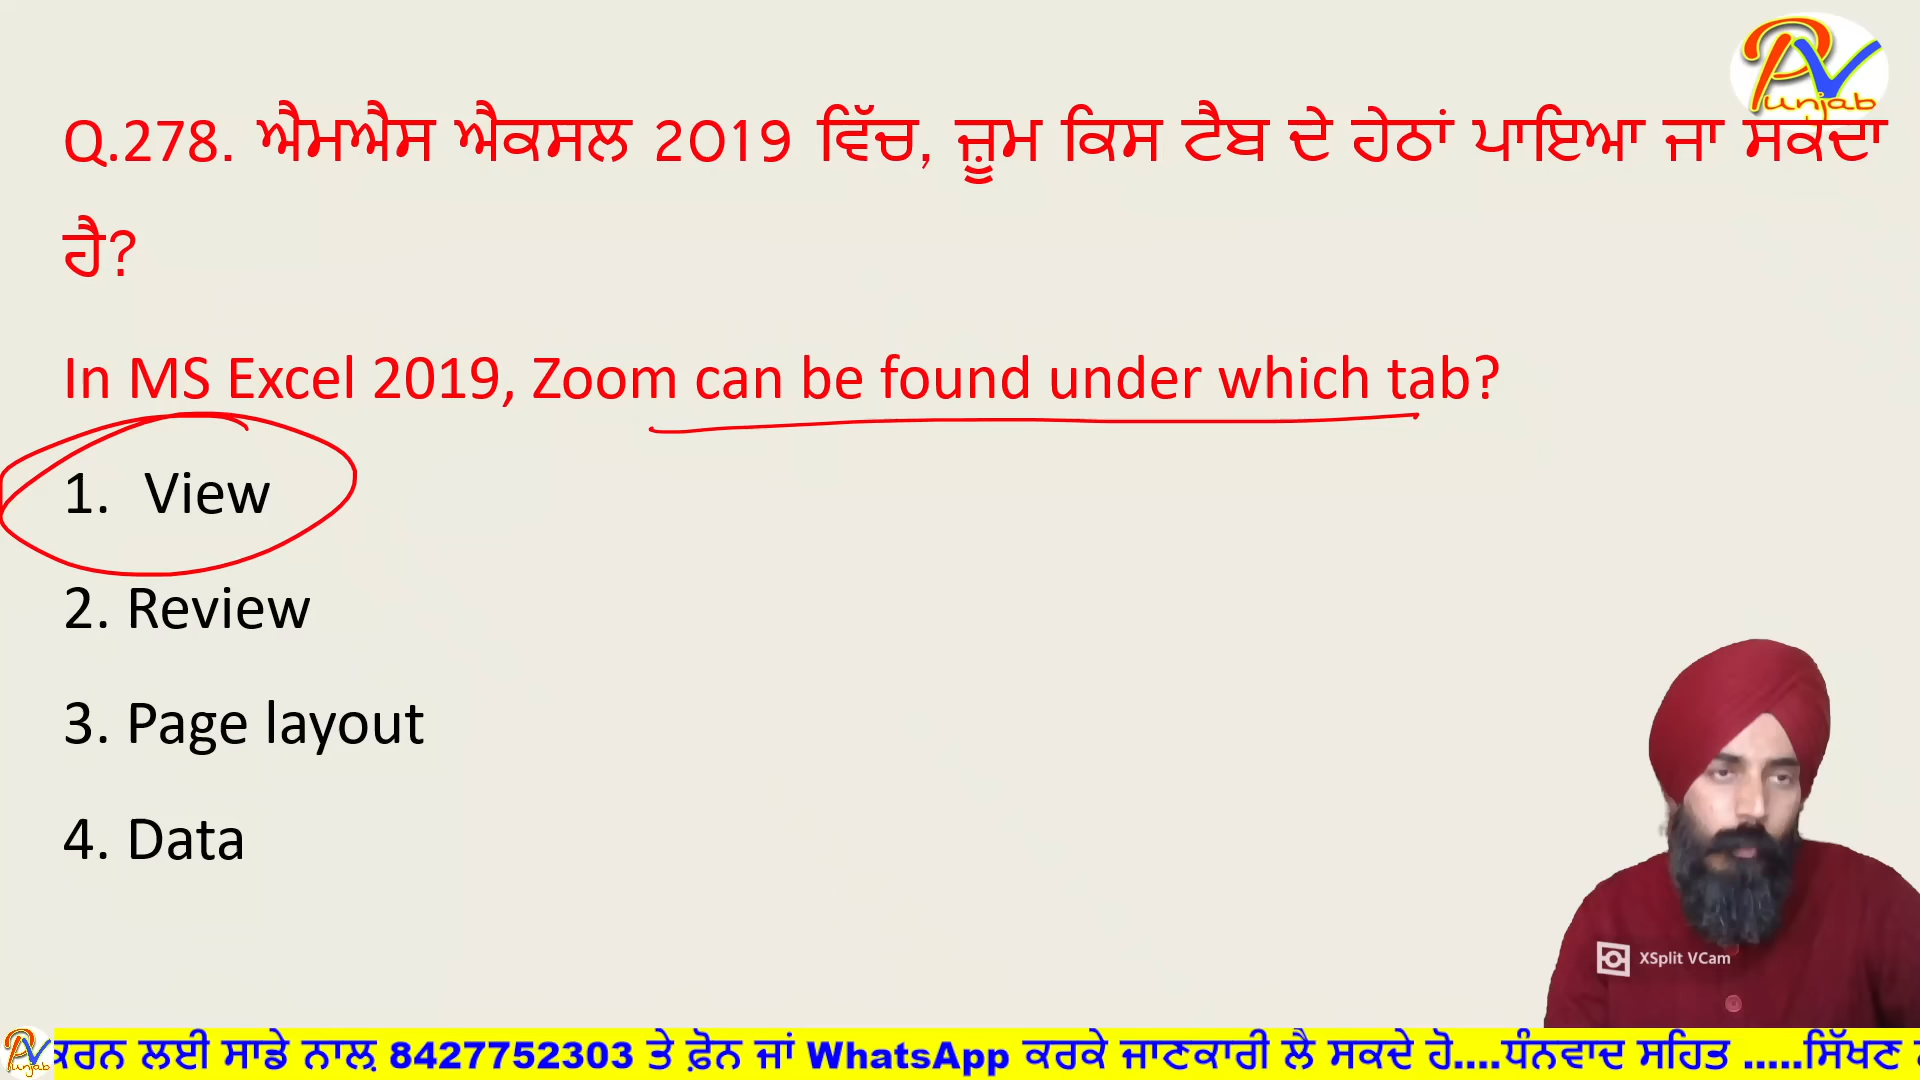 Q.278. ਐਮਐਸ ਐਕਸਲ 2019 ਵਿੱਚ, ਜ਼ੂਮ ਕਿਸ ਟੈਬ ਦੇ ਹੇਠਾਂ ਪਾਇਆ ਜਾ ਸਕਦਾ
ਹੈ?
In MS Excel 2019, Zoom can be found under which tab?
1. View
2. Review
3. Page layout
4. Data
PV
unjab
XSplit VCam
ਕਰਨ ਲਈ ਸਾਡੇ ਨਾਲ਼ 8427752303 ਤੇ ਫ਼ੋਨ ਜਾਂ WhatsApp ਕਰਕੇ ਜਾਣਕਾਰੀ ਲੈ ਸਕਦੇ ਹੋ....ਧੰਨਵਾਦ ਸਹਿਤ .....ਸਿੱਖਣ